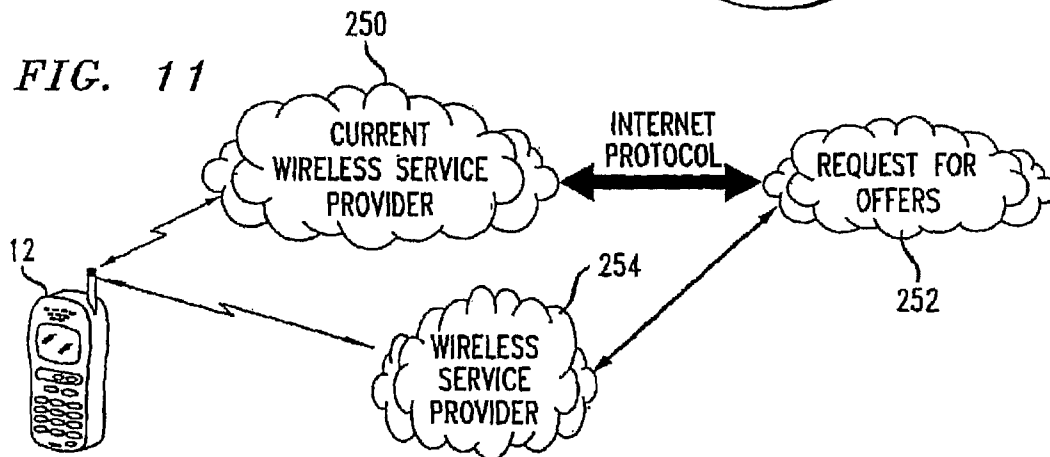 250
FIG. 11
CURRENT
WIRELESS SERVICE
PROVIDER
INTERNET
PROTOCOL
REQUEST FOR
OFFERS
252
12
254
WIRELESS
SERVICE
PROVIDER